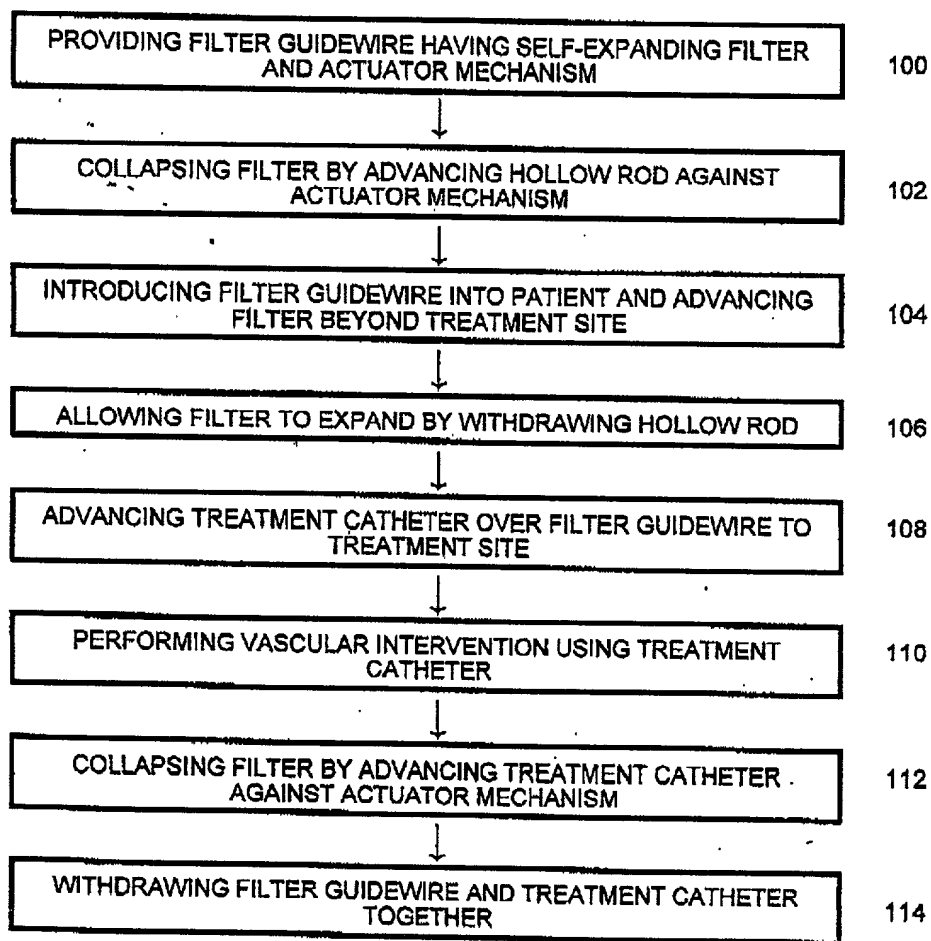 PROVIDING FILTER GUIDEWIRE HAVING SELF-EXPANDING FILTER
AND ACTUATOR MECHANISM
100
COLLAPSING FILTER BY ADVANCING HOLLOW ROD AGAINST
ACTUATOR MECHANISM
102
INTRODUCING FILTER GUIDEWIRE INTO PATIENT AND ADVANCING
FILTER BEYOND TREATMENT SITE
104
ALLOWING FILTER TO EXPAND BY WITHDRAWING HOLLOW ROD
106
ADVANCING TREATMENT CATHETER OVER FILTER GUIDEWIRE TO
TREATMENT SITE
108
PERFORMING VASCULAR INTERVENTION USING TREATMENT
CATHETER
110
COLLAPSING FILTER BY ADVANCING TREATMENT CATHETER
AGAINST ACTUATOR MECHANISM
112
WITHDRAWING FILTER GUIDEWIRE AND TREATMENT CATHETER
TOGETHER
114